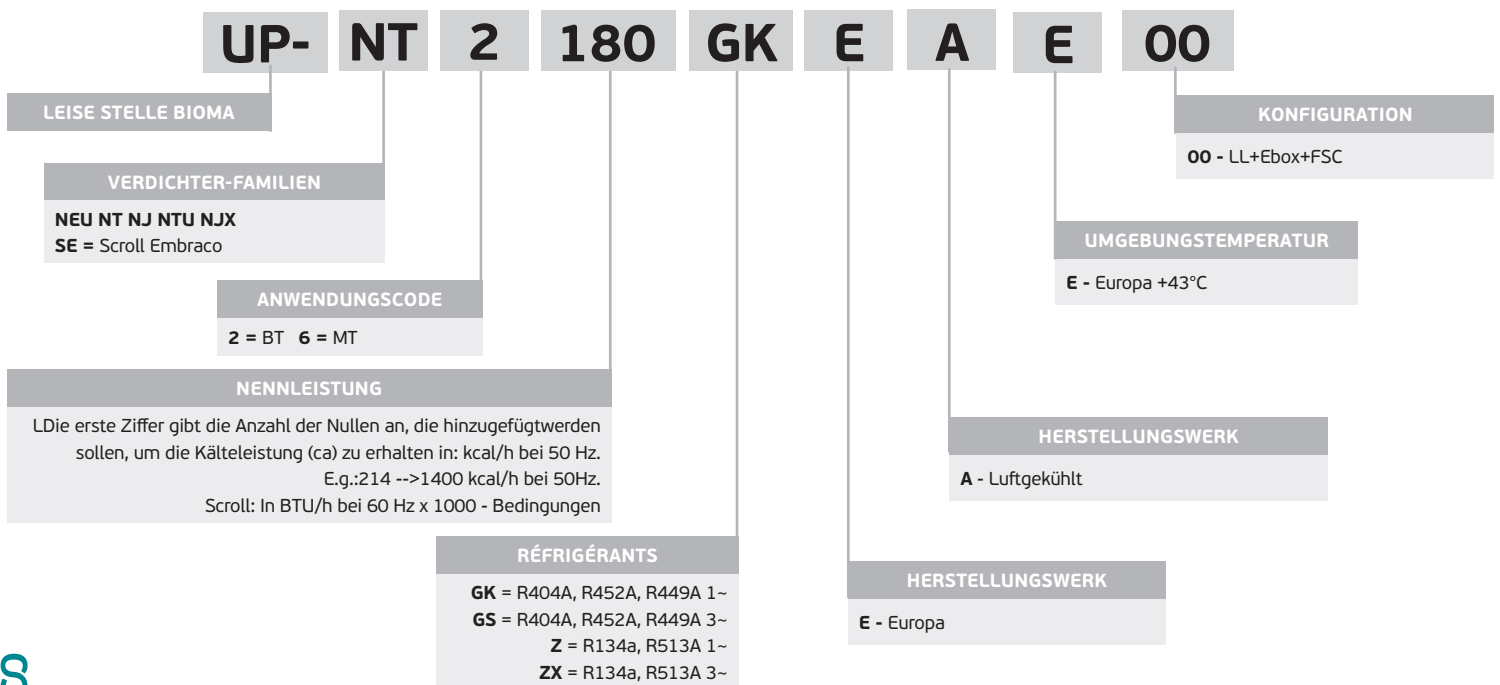 UP- NT 2 180 GK E A E 00
LEISE STELLE BIOMA
VERDICHTER-FAMILIEN
NEU NT NJ NTU NJX
SE = Scroll Embraco
ANWENDUNGSCODE
2 = BT 6 = MT
NENNLEISTUNG
LDie erste Ziffer gibt die Anzahl der Nullen an, die hinzugefügtwerden
sollen, um die Kälteleistung (ca) zu erhalten in: kcal/h bei 50 Hz.
E.g.:214 -->1400 kcal/h bei 50Hz.
Scroll: In BTU/h bei 60 Hz x 1000 - Bedingungen
RÉFRIGÉRANTS
GK = R404A, R452A, R449A 1~
GS = R404A, R452A, R449A 3~
Z = R134a, R513A 1~
ZX = R134a, R513A 3~
HERSTELLUNGSWERK
E - Europa
HERSTELLUNGSWERK
A - Luftgekühlt
UMGEBUNGSTEMPERATUR
E - Europa +43°C
KONFIGURATION
00 - LL+Ebox+FSC